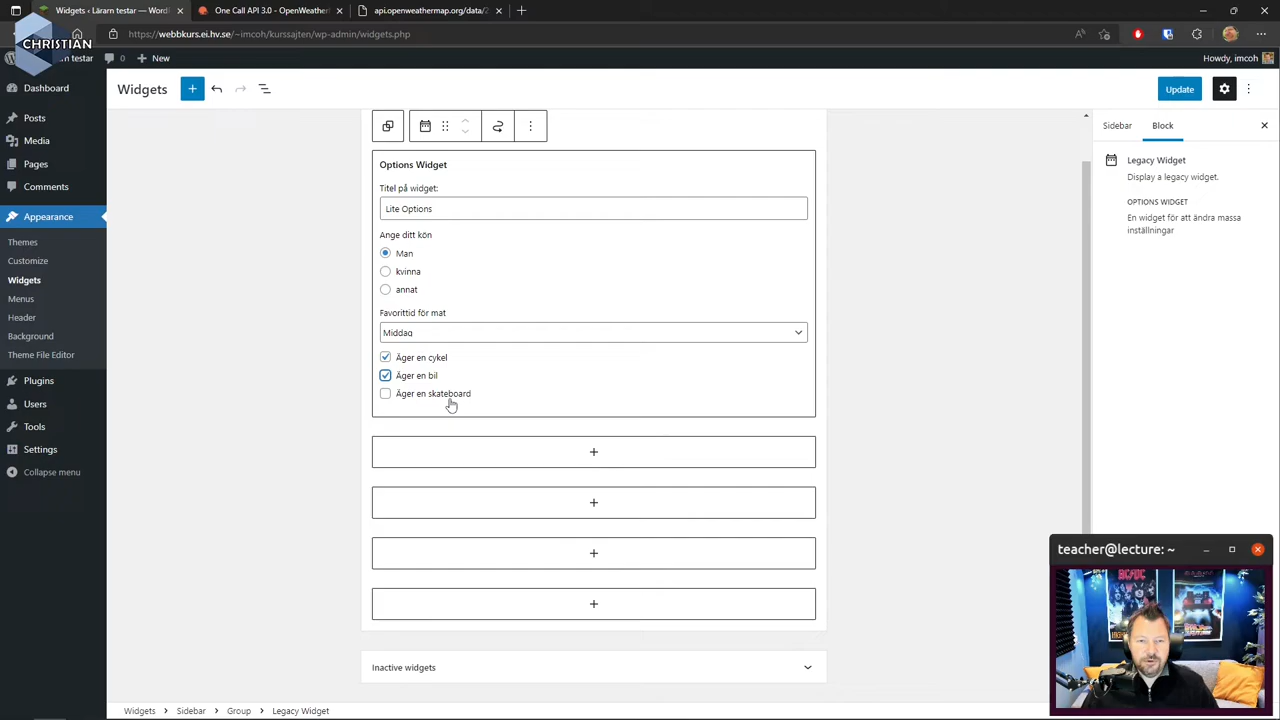 Widgets ‹ Lärarn testar — Wordl
One Call API 3.0 - OpenWeather
api.openweathermap.org/data/
https://webbkurs.ei.hv.se/~imcoh/kurssajten/wp-admin/widgets.php
CHRISTIAN
rn testar
0
New
Howdy, imcoh
Dashboard
Posts
Media
Pages
Comments
Appearance
Themes
Customize
Widgets
Menus
Header
Background
Theme File Editor
Plugins
Users
Tools
Settings
Collapse menu
Widgets
Update
Options Widget
Titel på widget:
Lite Options
Ange ditt kön
Man
kvinna
annat
Favorittid för mat
Middag
Äger en cykel
Äger en bil
Äger en skateboard
Inactive widgets
Sidebar
Block
Legacy Widget
Display a legacy widget.
OPTIONS WIDGET
En widget för att ändra massa
inställningar
teacher@lecture: ~
AC/DC
Widgets
Sidebar
Group
Legacy Widget